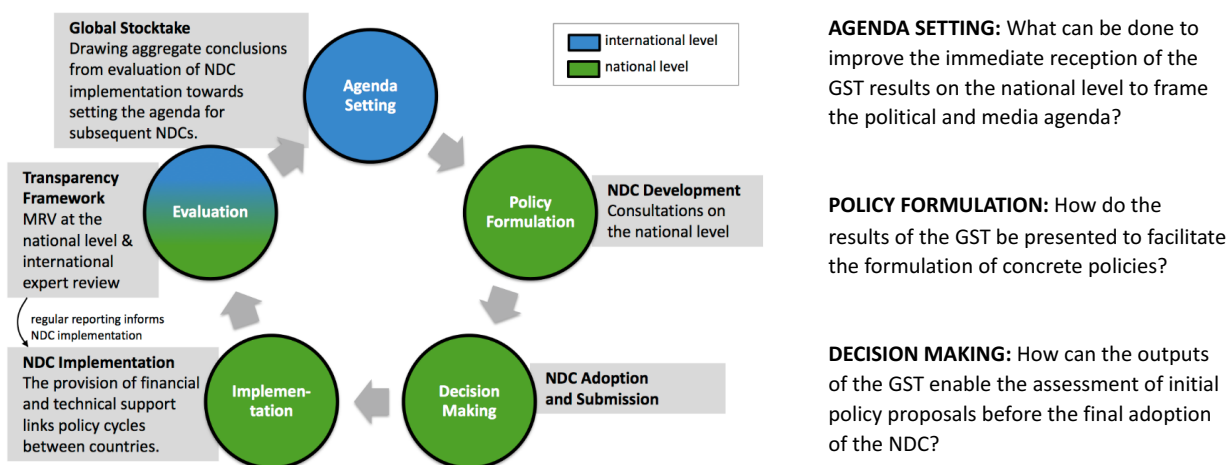 Global Stocktake
Drawing aggregate conclusions
from evaluation of NDC
implementation towards
setting the agenda for
subsequent NDCs.
Agenda
Setting
international level
national level
Transparency
Framework
MRV at the
national level &
international
expert review
Evaluation
Policy
Formulation
NDC Development
Consultations on
the national level
regular reporting informs
NDC implementation
NDC Implementation
The provision of financial
and technical support
links policy cycles
between countries.
Implemen-
tation
Decision
Making
NDC Adoption
and Submission
AGENDA SETTING: What can be done to
improve the immediate reception of the
GST results on the national level to frame
the political and media agenda?
POLICY FORMULATION: How do the
results of the GST be presented to facilitate
the formulation of concrete policies?
DECISION MAKING: How can the outputs
of the GST enable the assessment of initial
policy proposals before the final adoption
of the NDC?